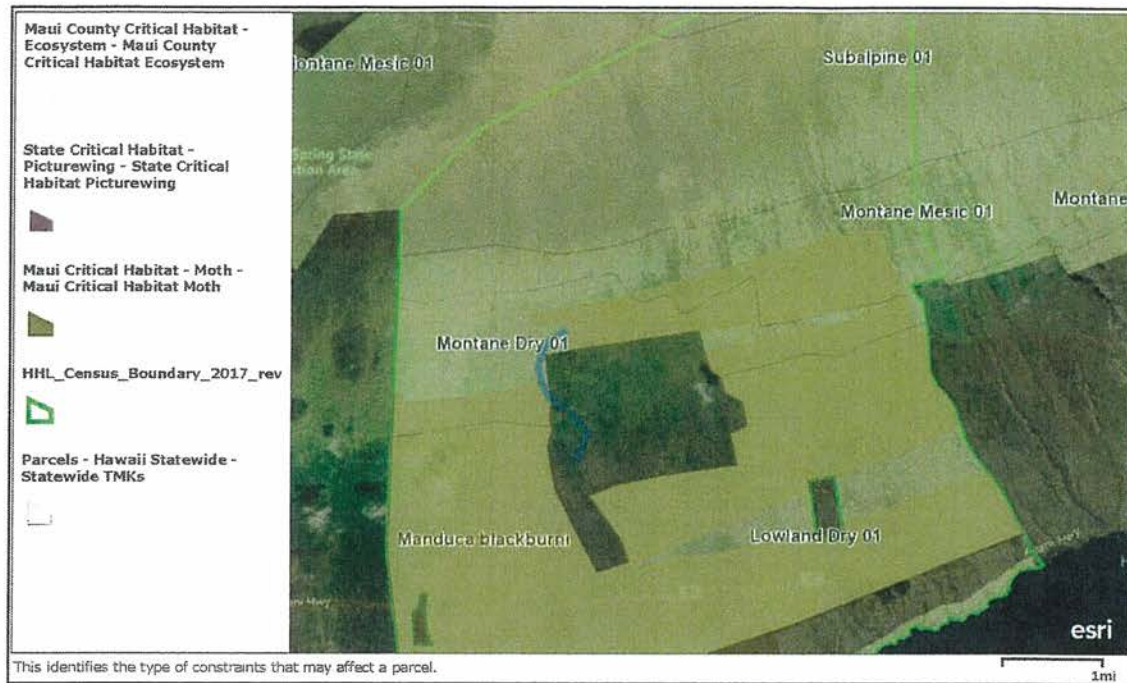 Maui County Critical Habitat -
Ecosystem - Maui County
Critical Habitat Ecosystem
State Critical Habitat -
Picturewing - State Critical
Habitat Picturewing
Maui Critical Habitat - Moth -
Maui Critical Habitat Moth
HHL_Census_Boundary_2017_rev
Parcels - Hawaii Statewide -
Statewide TMKs
Montane Mesic 01
Subalpine 01
Spring State
Montane Mesic 01
Montane
Montane Dry 01
Manduca blackburni
Lowland Dry 01
Hwy
esri
This identifies the type of constraints that may affect a parcel.
1mi